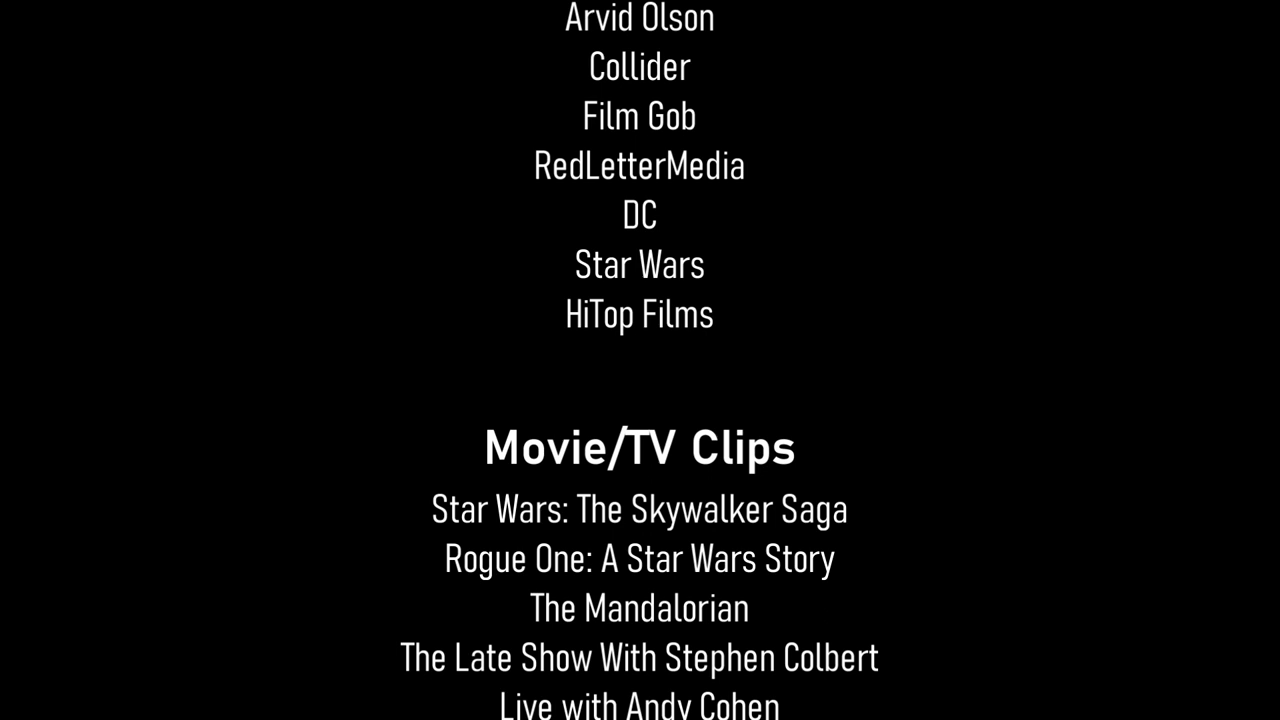 Arvid Olson
Collider
Film Gob
RedLetterMedia
DC
Star Wars
HiTop Films
Movie/TV Clips
Star Wars: The Skywalker Saga
Rogue One: A Star Wars Story
The Mandalorian
The Late Show With Stephen Colbert
Live with Andy Cohen